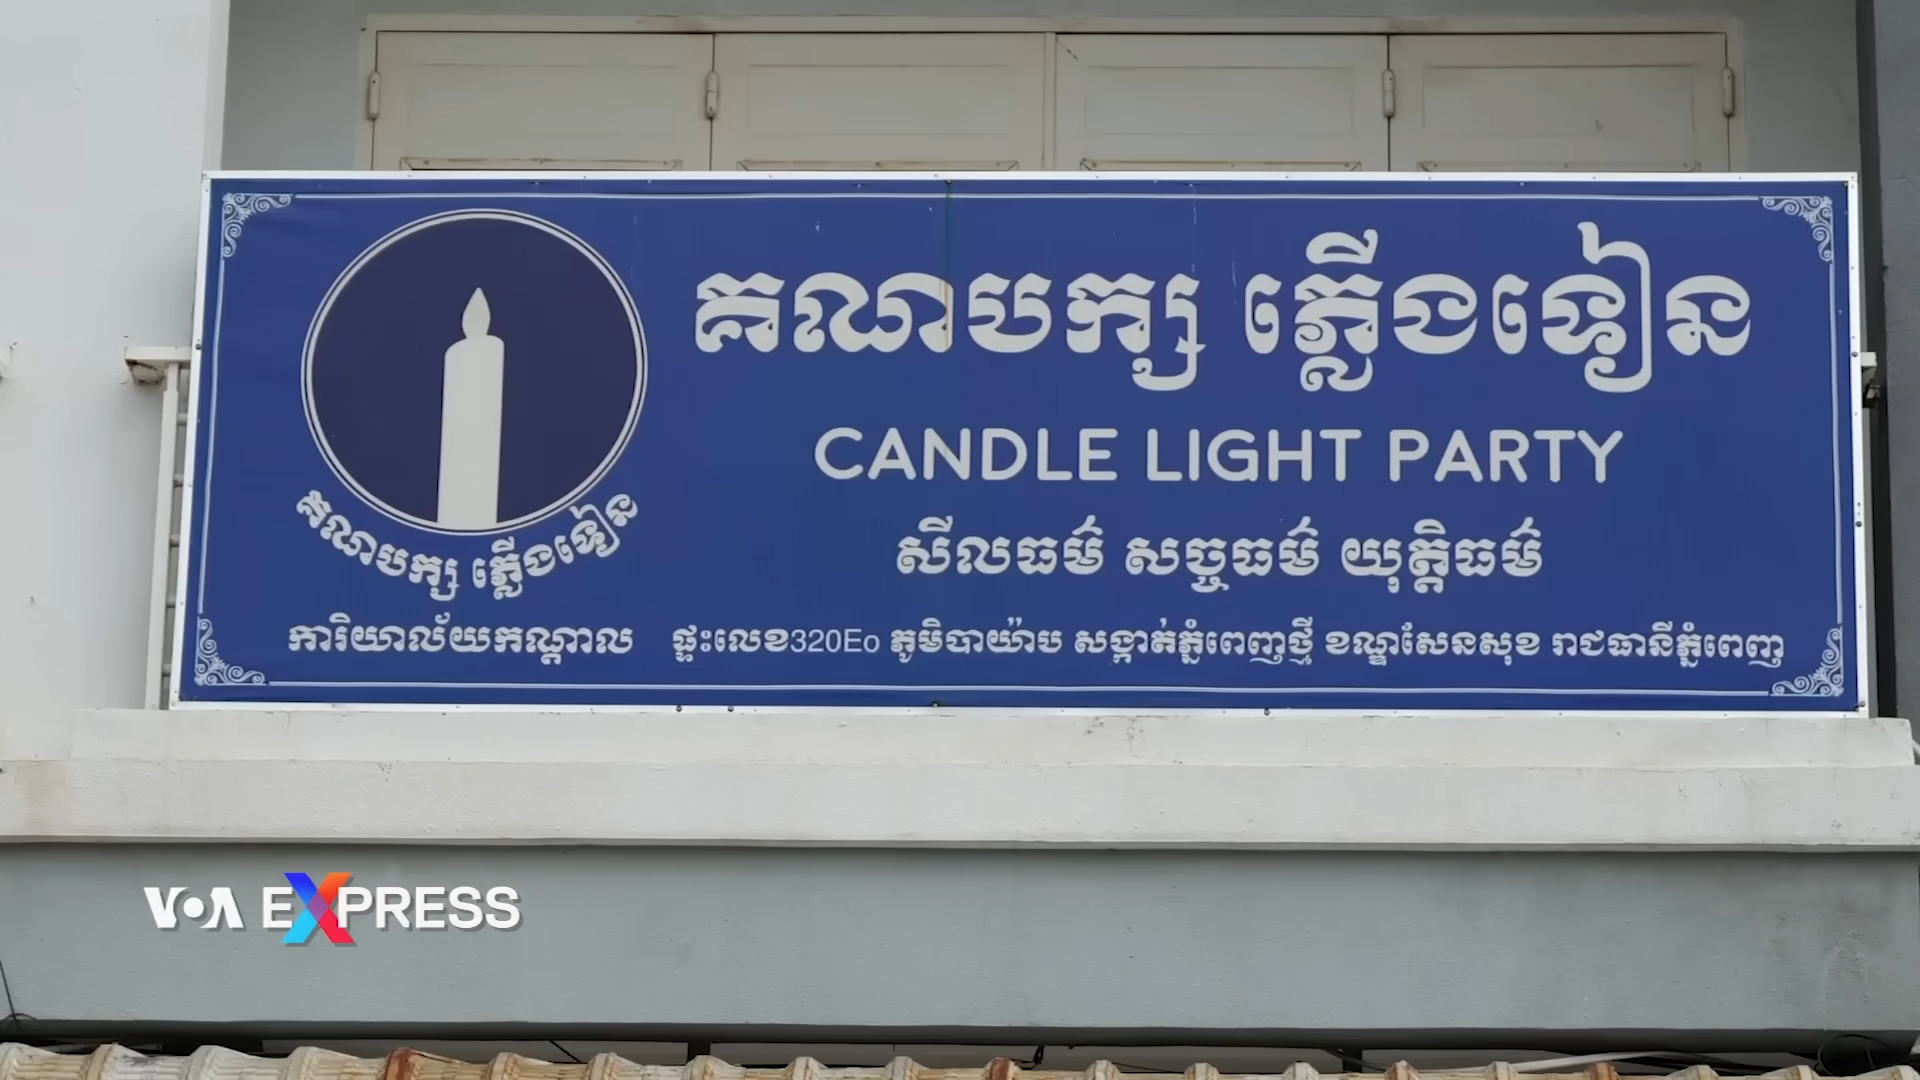 គណបក្ស ភ្លើងទៀន
CANDLE LIGHT PARTY
សីលធម៌ សច្ចធម៌ យុត្តិធម៌
គណបក្ស ភ្លើងទៀន
ការិយាល័យកណ្តាល ផ្ទះលេខ320Eo ភូមិបាយ៉ាប សង្កាត់ភ្នំពេញថ្មី ខណ្ឌសែនសុខ រាជធានីភ្នំពេញ
VOA EXPRESS